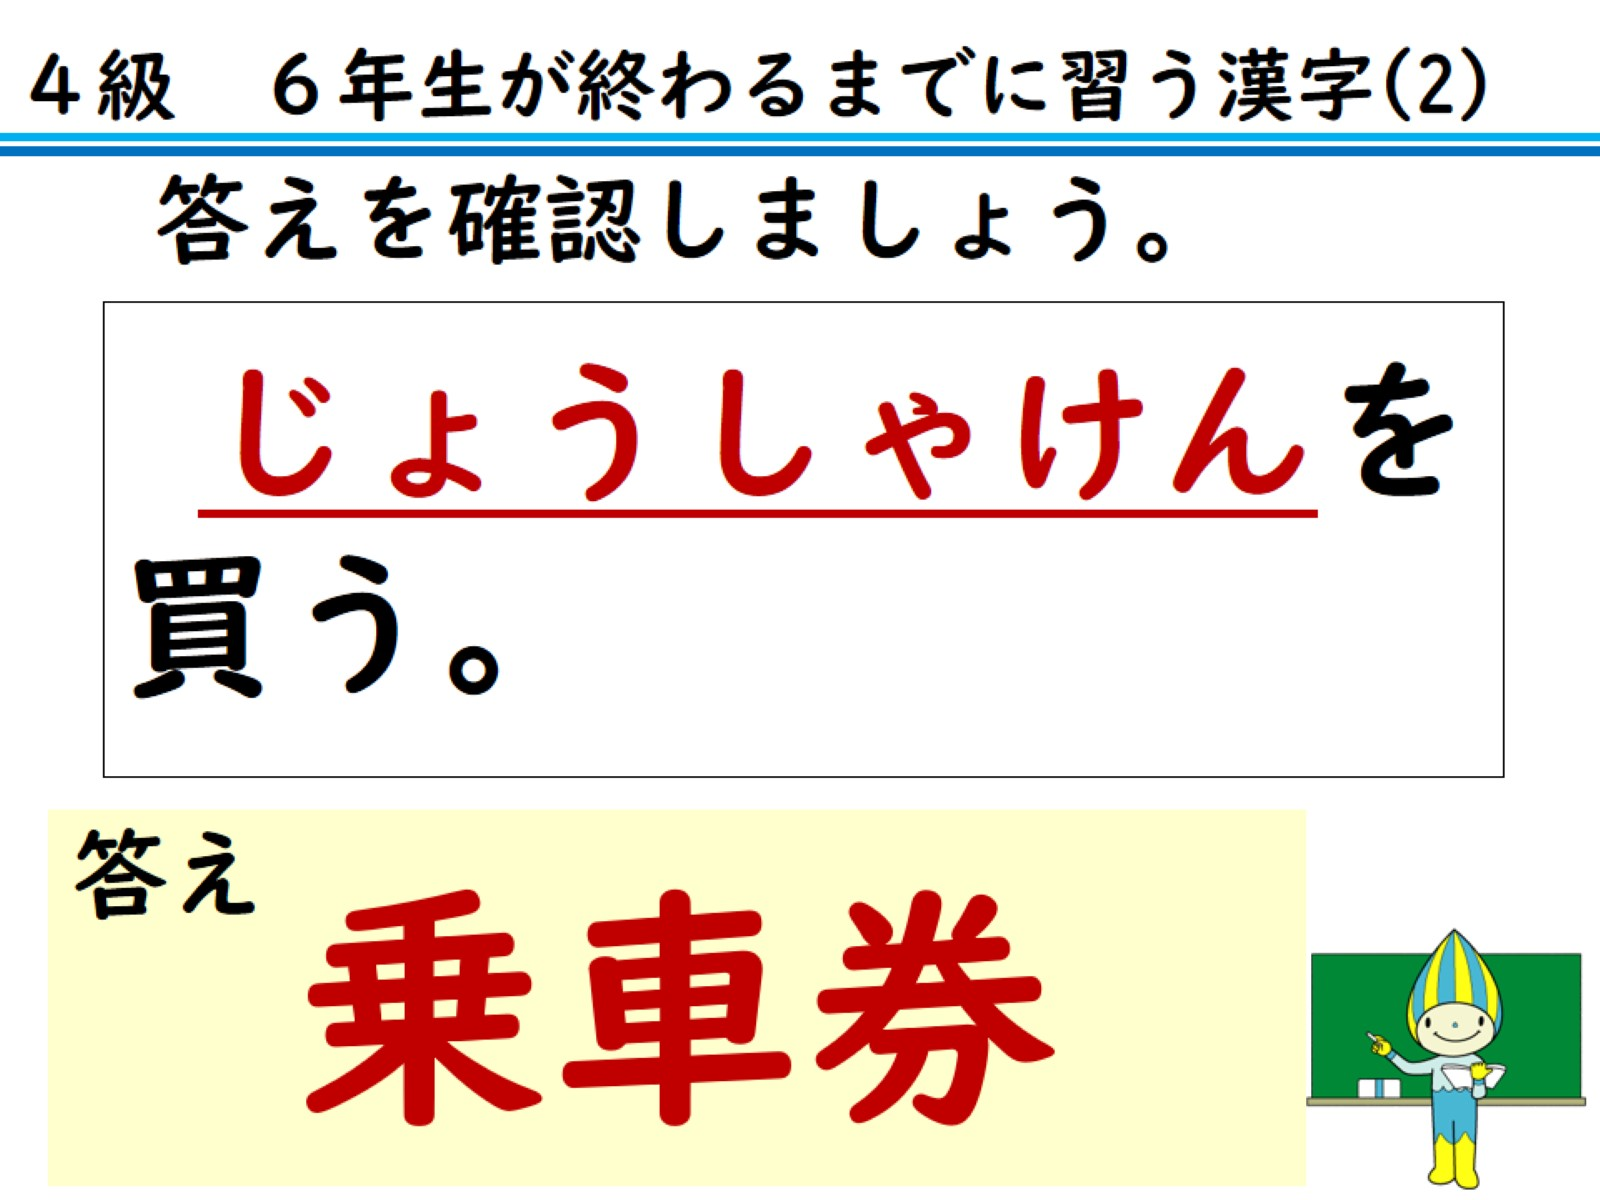 ４級　６年生が終わるまでに習う漢字(2)
答えを確認しましょう。
じょうしゃけんを
買う。
答え
乗車券